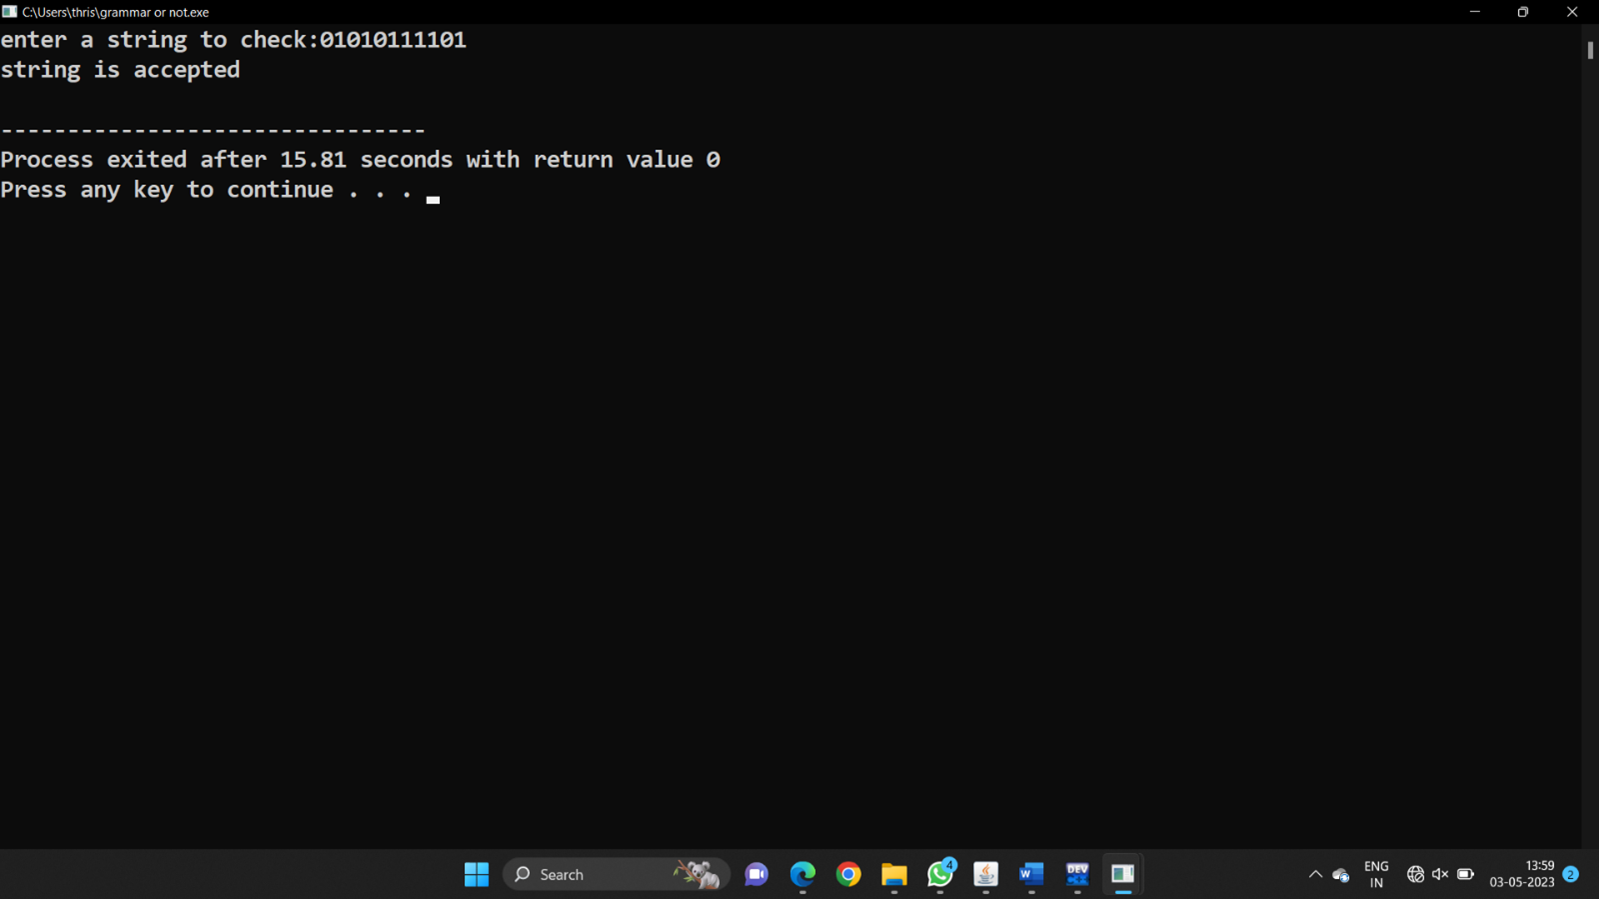 C:\Users\thris\grammar or not.exe
enter a string to check:01010111101
string is accepted
--------------------------------
Process exited after 15.81 seconds with return value 0
Press any key to continue . . .
Search
4
W
DEV
ENG
IN
13:59
03-05-2023
2